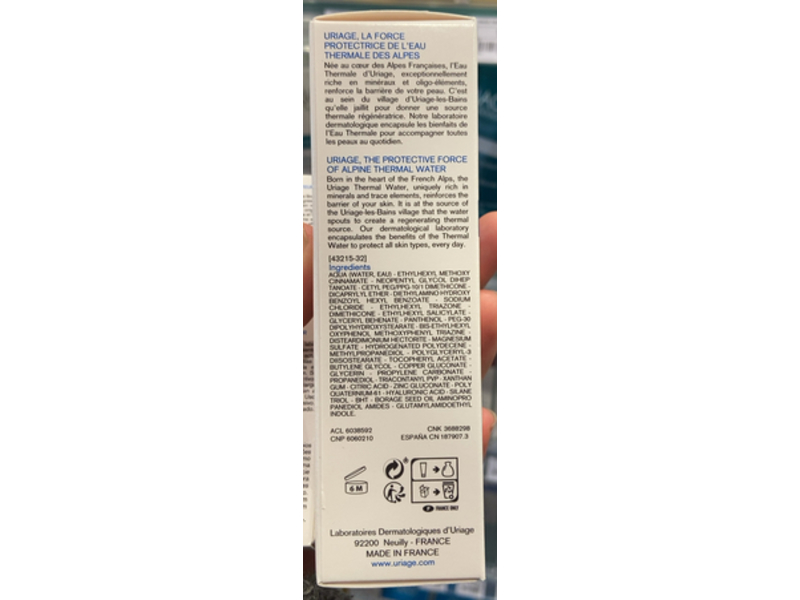 URIAGE, LA FORCE
PROTECTRICE DE L'EAU
THERMALE DES ALPES
Née au cœur des Alpes Françaises, l'Eau
Thermale d'Uriage, exceptionnellement
riche en minéraux et oligo-éléments,
renforce la barrière de votre peau. C'est
au sein du village d'Uriage-les-Bains
qu'elle jaillit pour donner une source
thermale régénératrice. Notre laboratoire
dermatologique encapsule les bienfaits de
l'Eau Thermale pour accompagner toutes
les peaux au quotidien.
URIAGE, THE PROTECTIVE FORCE
OF ALPINE THERMAL WATER
Born in the heart of the French Alps, the
Uriage Thermal Water, uniquely rich in
minerals and trace elements, reinforces the
barrier of your skin. It is at the source of
the Uriage-les-Bains village that the water
spouts to create a regenerating thermal
source. Our dermatological laboratory
encapsulates the benefits of the Thermal
Water to protect all skin types, every day.
[43215-32]
Ingredients
AQUA (WATER, EAU) - ETHYLHEXYL METHOXY
CINNAMATE - NEOPENTYL GLYCOL DIHEP
TANOATE - CETYL PEG/PPG-10/1 DIMETHICONE -
DICAPRYLYL ETHER - DIETHYLAMINO HYDROXY
BENZOYL HEXYL BENZOATE - SODIUM
CHLORIDE - ETHYLHEXYL TRIAZONE -
DIMETHICONE - ETHYLHEXYL SALICYLATE -
GLYCERYL BEHENATE - PANTHENOL - PEG-30
DIPOLYHYDROXYSTEARATE - BIS-ETHYLHEXYL
OXYPHENOL METHOXYPHENYL TRIAZINE -
DISTEARDIMONIUM HECTORITE - MAGNESIUM
SULFATE - HYDROGENATED POLYDECENE -
METHYLPROPANEDIOL - POLYGLYCERYL-3
DIISOSTEARATE - TOCOPHERYL ACETATE -
BUTYLENE GLYCOL - COPPER GLUCONATE -
GLYCERIN - PROPYLENE CARBONATE -
PROPANEDIOL - TRIACONTANYL PVP - XANTHAN
GUM - CITRIC ACID - ZINC GLUCONATE - POLY
QUATERNIUM-61 - HYALURONIC ACID - SILANE
TRIOL - BHT - BORAGE SEED OIL AMINOPRO
PANEDIOL AMIDES - GLUTAMYLAMIDOETHYL
INDOLE.
ACL 6038592 CNK 3688298
CNP 6060210 ESPAÑA CN 187907.3
6 M
FRANCE ONLY
Laboratoires Dermatologiques d'Uriage
92200 Neuilly - FRANCE
MADE IN FRANCE
www.uriage.com